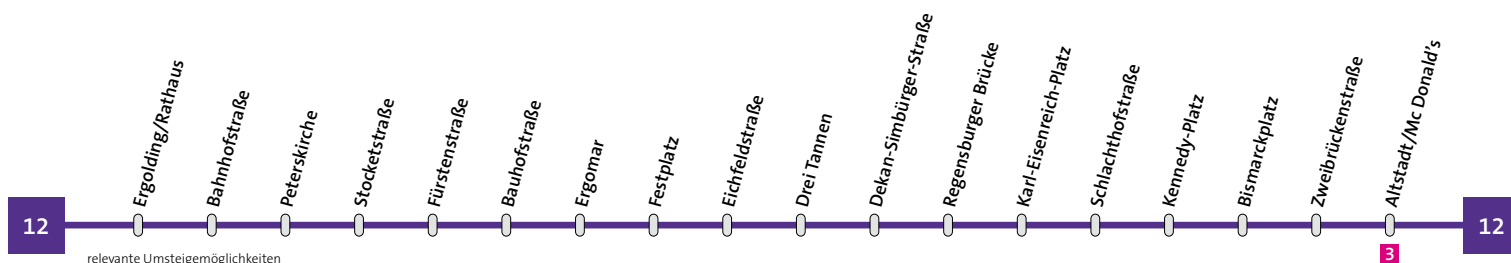 12
Ergolding/Rathaus
Bahnhofstraße
Peterskirche
Stocketstraße
Fürstenstraße
Bauhofstraße
Ergomar
Festplatz
Eichfeldstraße
Drei Tannen
Dekan-Simbürger-Straße
Regensburger Brücke
Karl-Eisenreich-Platz
Schlachthofstraße
Kennedy-Platz
Bismarckplatz
Zweibrückenstraße
Altstadt/Mc Donald's
12
relevante Umsteigemöglichkeiten
3